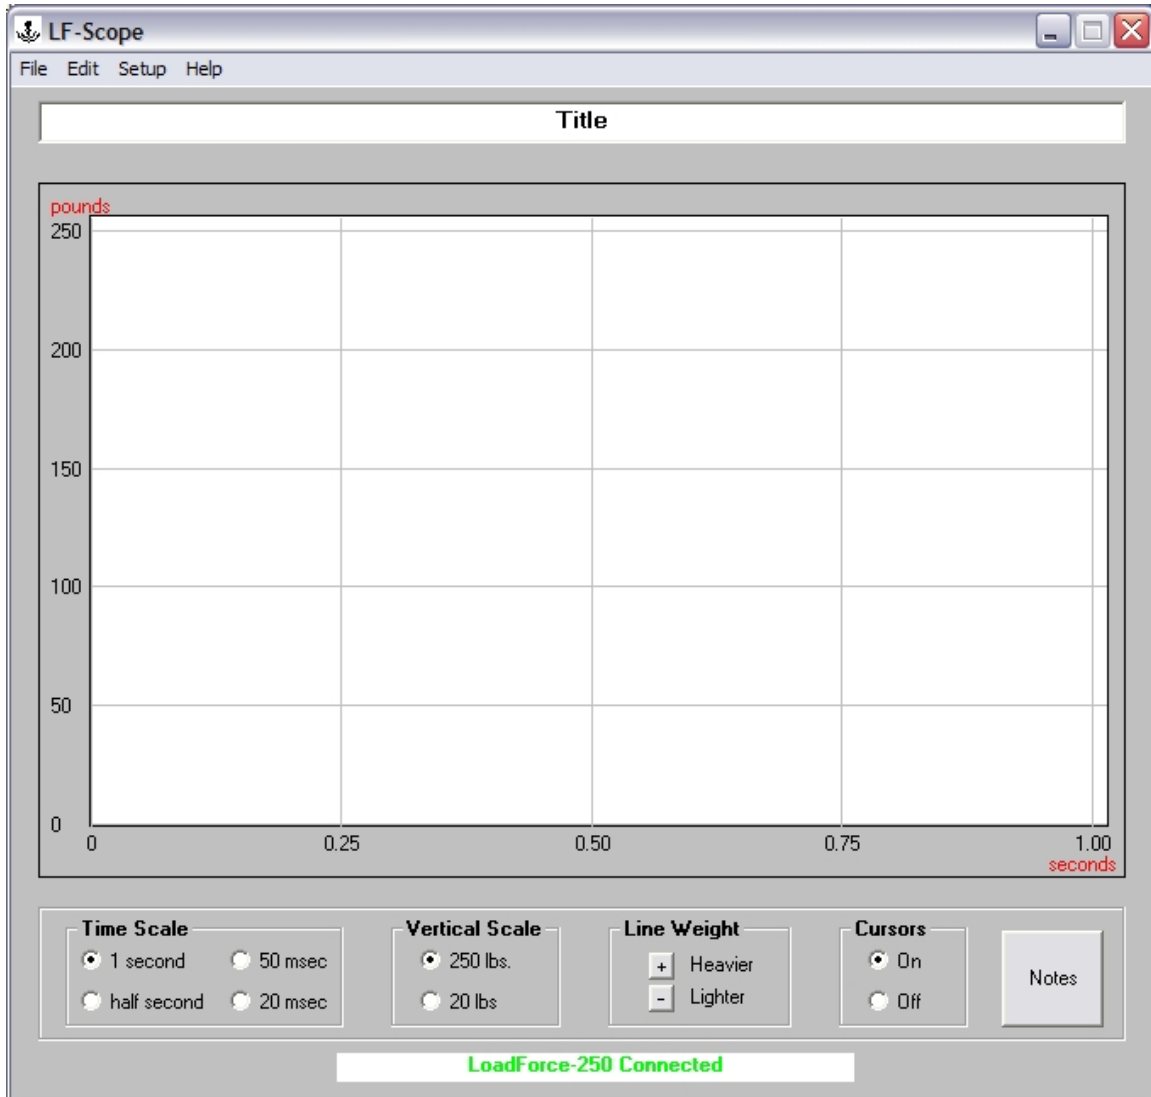 LF-Scope
File Edit Setup Help
Title
pounds
250
200
150
100
50
0
0 0.25 0.50 0.75 1.00
seconds
Time Scale Vertical Scale Line Weight Cursors
1 second 50 msec 250 lbs. + Heavier On
half second 20 msec 20 lbs - Lighter Off
Notes
LoadForce-250 Connected